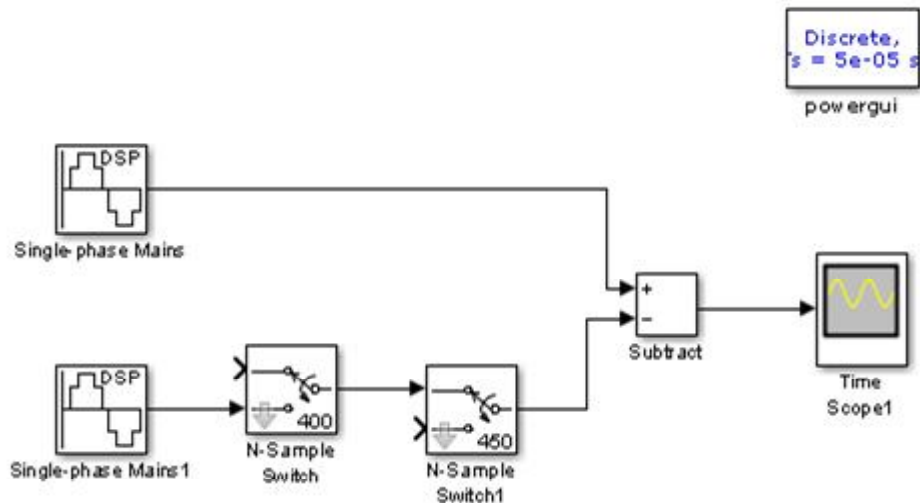 Discrete,
s = 5e-05 s
powergui
DSP
Single-phase Mains
+
−
Subtract
DSP
Single-phase Mains1
400
N-Sample
Switch
450
N-Sample
Switch1
Time
Scope1